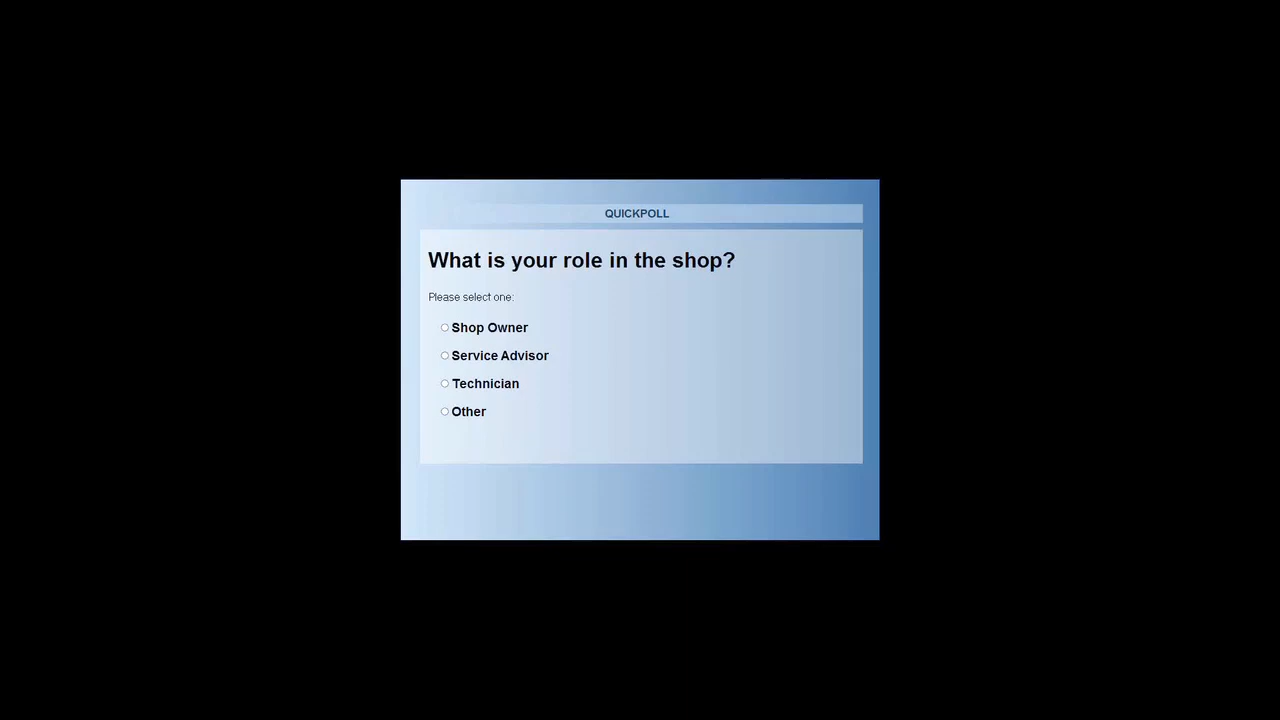 QUICKPOLL
What is your role in the shop?
Please select one:
Shop Owner
Service Advisor
Technician
Other